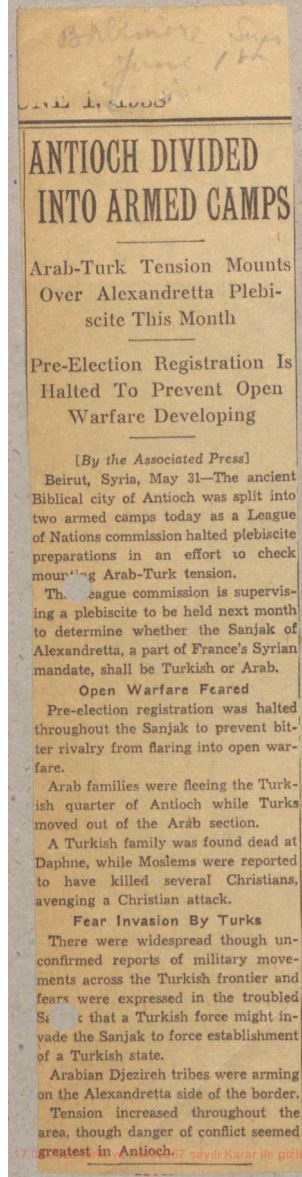 Baltimore Sun
June 1st
UNE 1, 1938
ANTIOCH DIVIDED
INTO ARMED CAMPS
Arab-Turk Tension Mounts
Over Alexandretta Plebi-
scite This Month
Pre-Election Registration Is
Halted To Prevent Open
Warfare Developing
[By the Associated Press]
Beirut, Syria, May 31—The ancient
Biblical city of Antioch was split into
two armed camps today as a League
of Nations commission halted plebiscite
preparations in an effort to check
mounting Arab-Turk tension.
The League commission is supervis-
ing a plebiscite to be held next month
to determine whether the Sanjak of
Alexandretta, a part of France's Syrian
mandate, shall be Turkish or Arab.
Open Warfare Feared
Pre-election registration was halted
throughout the Sanjak to prevent bit-
ter rivalry from flaring into open war-
fare.
Arab families were fleeing the Turk-
ish quarter of Antioch while Turks
moved out of the Arab section.
A Turkish family was found dead at
Daphne, while Moslems were reported
to have killed several Christians,
avenging a Christian attack.
Fear Invasion By Turks
There were widespread though un-
confirmed reports of military move-
ments across the Turkish frontier and
fears were expressed in the troubled
Sanjak that a Turkish force might in-
vade the Sanjak to force establishment
of a Turkish state.
Arabian Djezireh tribes were arming
on the Alexandretta side of the border.
Tension increased throughout the
area, though danger of conflict seemed
greatest in Antioch.
sayılı Karar ile gizli